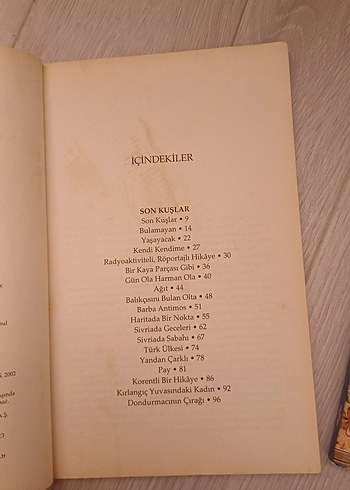 İÇİNDEKİLER
SON KUŞLAR
Son Kuşlar • 9
Bulamayan • 14
Yaşayacak • 22
Kendi Kendime • 27
Radyoaktiviteli, Röportajlı Hikâye • 30
Bir Kaya Parçası Gibi • 36
Gün Ola Harman Ola • 40
Ağıt • 44
Balıkçısını Bulan Olta • 48
Barba Antimos • 51
Haritada Bir Nokta • 55
Sivriada Geceleri • 62
Sivriada Sabahı • 67
Türk Ülkesi • 74
Yandan Çarklı • 78
Pay • 81
Korentli Bir Hikâye • 86
Kırlangıç Yuvasındaki Kadın • 92
Dondurmacının Çırağı • 96
2002